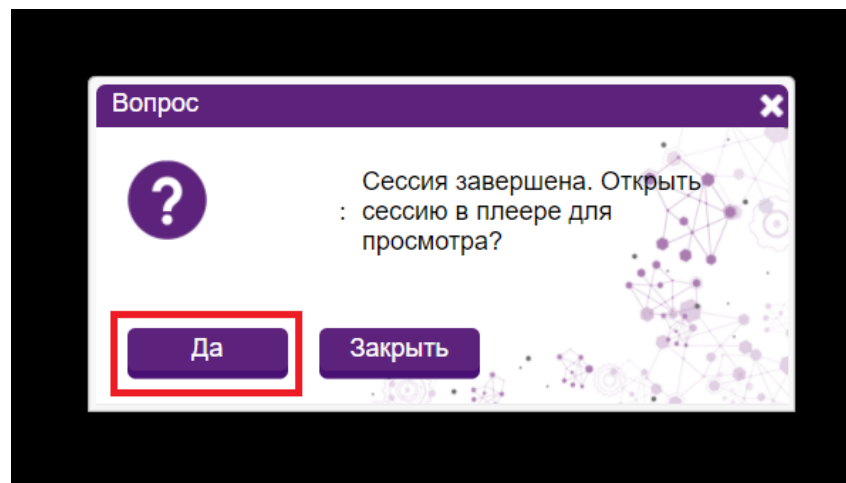 Вопрос
?
Сессия завершена. Открыть
: сессию в плеере для
просмотра?
Да
Закрыть